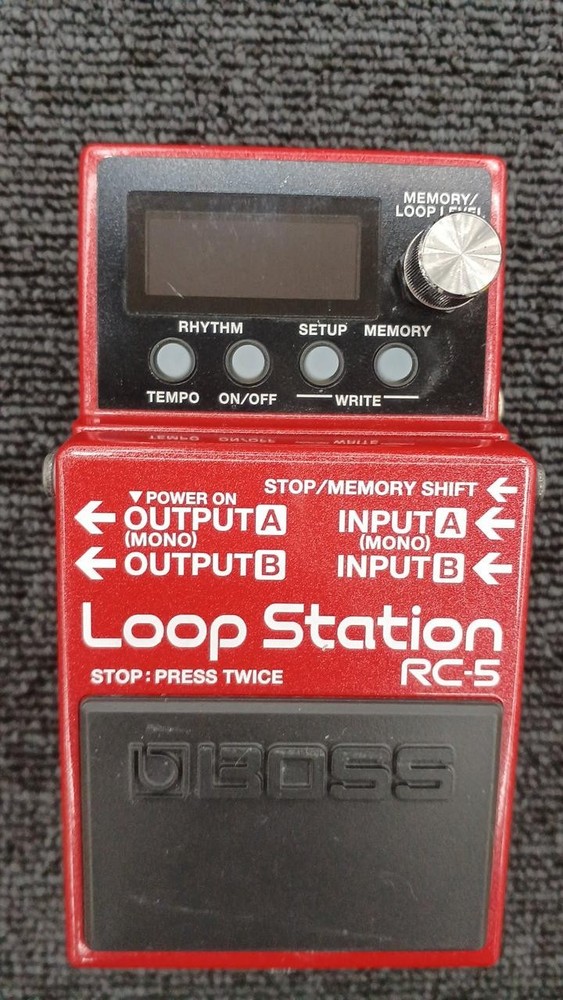 MEMORY/
LOOP LEVEL
RHYTHM
SETUP MEMORY
TEMPO ON/OFF WRITE
STOP/MEMORY SHIFT
▼POWER ON
OUTPUT A INPUT A
(MONO) (MONO)
OUTPUT B INPUT B
Loop Station
STOP : PRESS TWICE RC-5
BOSS